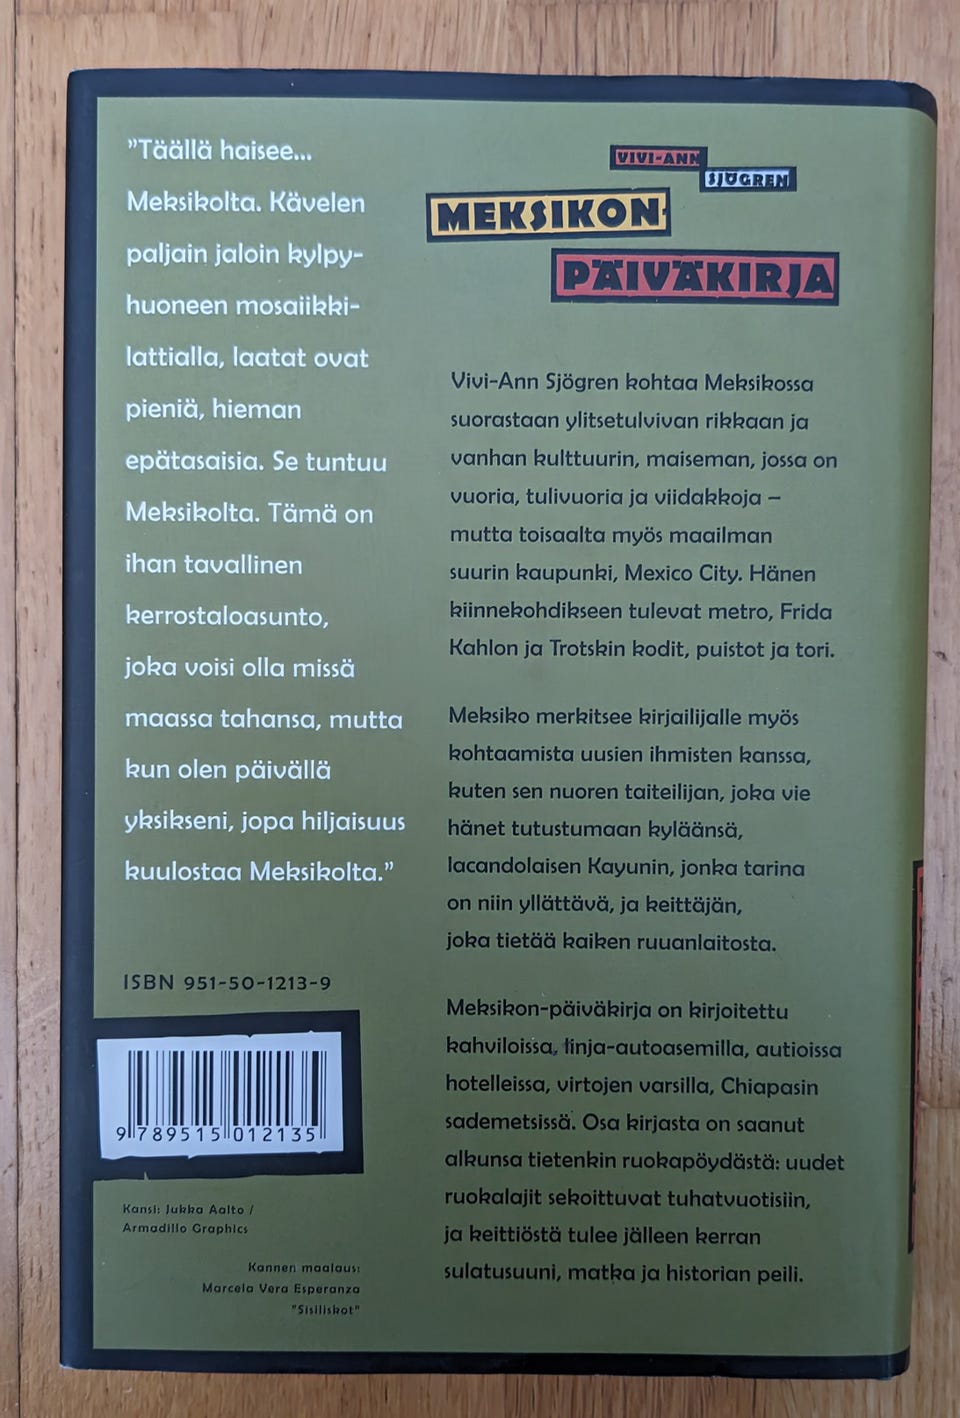 ”Täällä haisee...
Meksikolta. Kävelen
paljain jaloin kylpy-
huoneen mosaiikki-
lattialla, laatat ovat
pieniä, hieman
epätasaisia. Se tuntuu
Meksikolta. Tämä on
ihan tavallinen
kerrostaloasunto,
joka voisi olla missä
maassa tahansa, mutta
kun olen päivällä
yksikseni, jopa hiljaisuus
kuulostaa Meksikolta.”
ISBN 951-50-1213-9
9 789515 012135
Kansi: Jukka Aalto /
Armadillo Graphics
Kannen maalaus:
Marcela Vera Esperanza
"Sisiliskot"
VIVI-ANN
SJÖGREN
MEKSIKON-
PÄIVÄKIRJA
Vivi-Ann Sjögren kohtaa Meksikossa
suorastaan ylitsetulvivan rikkaan ja
vanhan kulttuurin, maiseman, jossa on
vuoria, tulivuoria ja viidakkoja –
mutta toisaalta myös maailman
suurin kaupunki, Mexico City. Hänen
kiinnekohdikseen tulevat metro, Frida
Kahlon ja Trotskin kodit, puistot ja tori.
Meksiko merkitsee kirjailijalle myös
kohtaamista uusien ihmisten kanssa,
kuten sen nuoren taiteilijan, joka vie
hänet tutustumaan kyläänsä,
lacandolaisen Kayunin, jonka tarina
on niin yllättävä, ja keittäjän,
joka tietää kaiken ruuanlaitosta.
Meksikon-päiväkirja on kirjoitettu
kahviloissa, linja-autoasemilla, autioissa
hotelleissa, virtojen varsilla, Chiapasin
sademetsissä. Osa kirjasta on saanut
alkunsa tietenkin ruokapöydästä: uudet
ruokalajit sekoittuvat tuhatvuotisiin,
ja keittiöstä tulee jälleen kerran
sulatusuuni, matka ja historian peili.